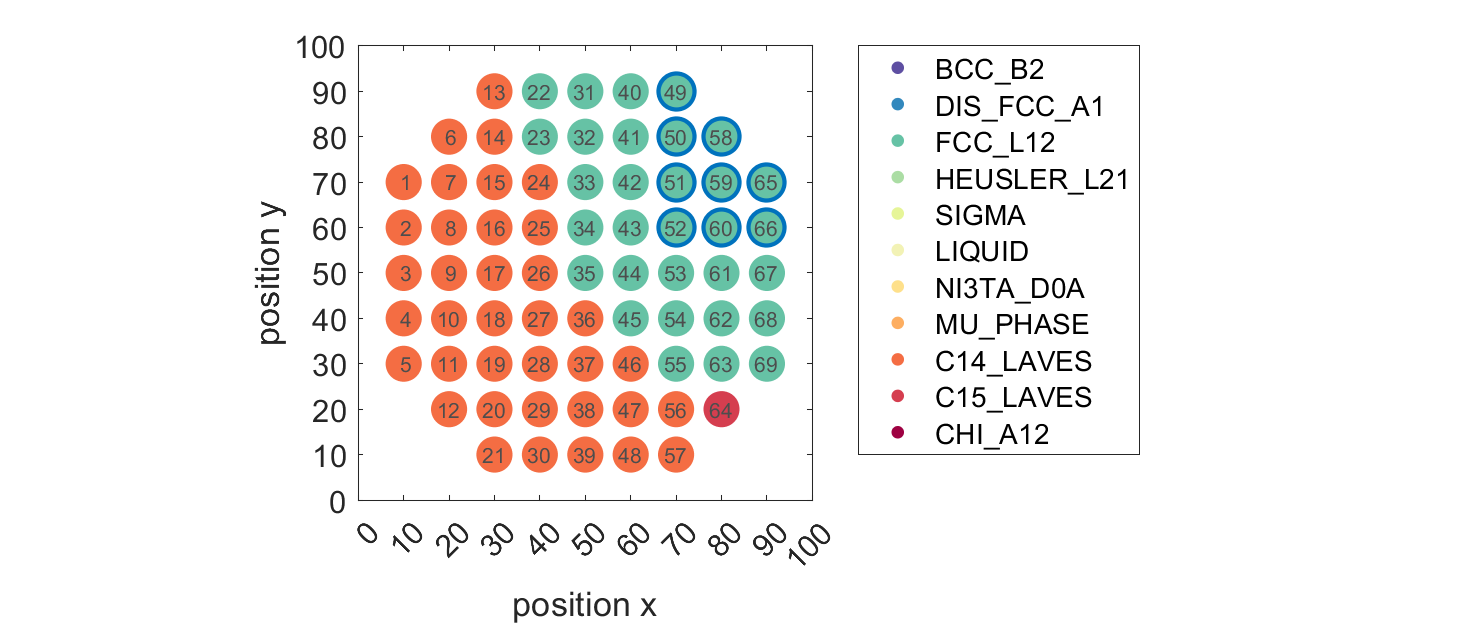 100
90
80
70
60
50
40
30
20
10
0
position y
13 22 31 40 49
6 14 23 32 41 50 58
1 7 15 24 33 42 51 59 65
2 8 16 25 34 43 52 60 66
3 9 17 26 35 44 53 61 67
4 10 18 27 36 45 54 62 68
5 11 19 28 37 46 55 63 69
12 20 29 38 47 56 64
21 30 39 48 57
0 10 20 30 40 50 60 70 80 90 100
position x
BCC_B2
DIS_FCC_A1
FCC_L12
HEUSLER_L21
SIGMA
LIQUID
NI3TA_D0A
MU_PHASE
C14_LAVES
C15_LAVES
CHI_A12